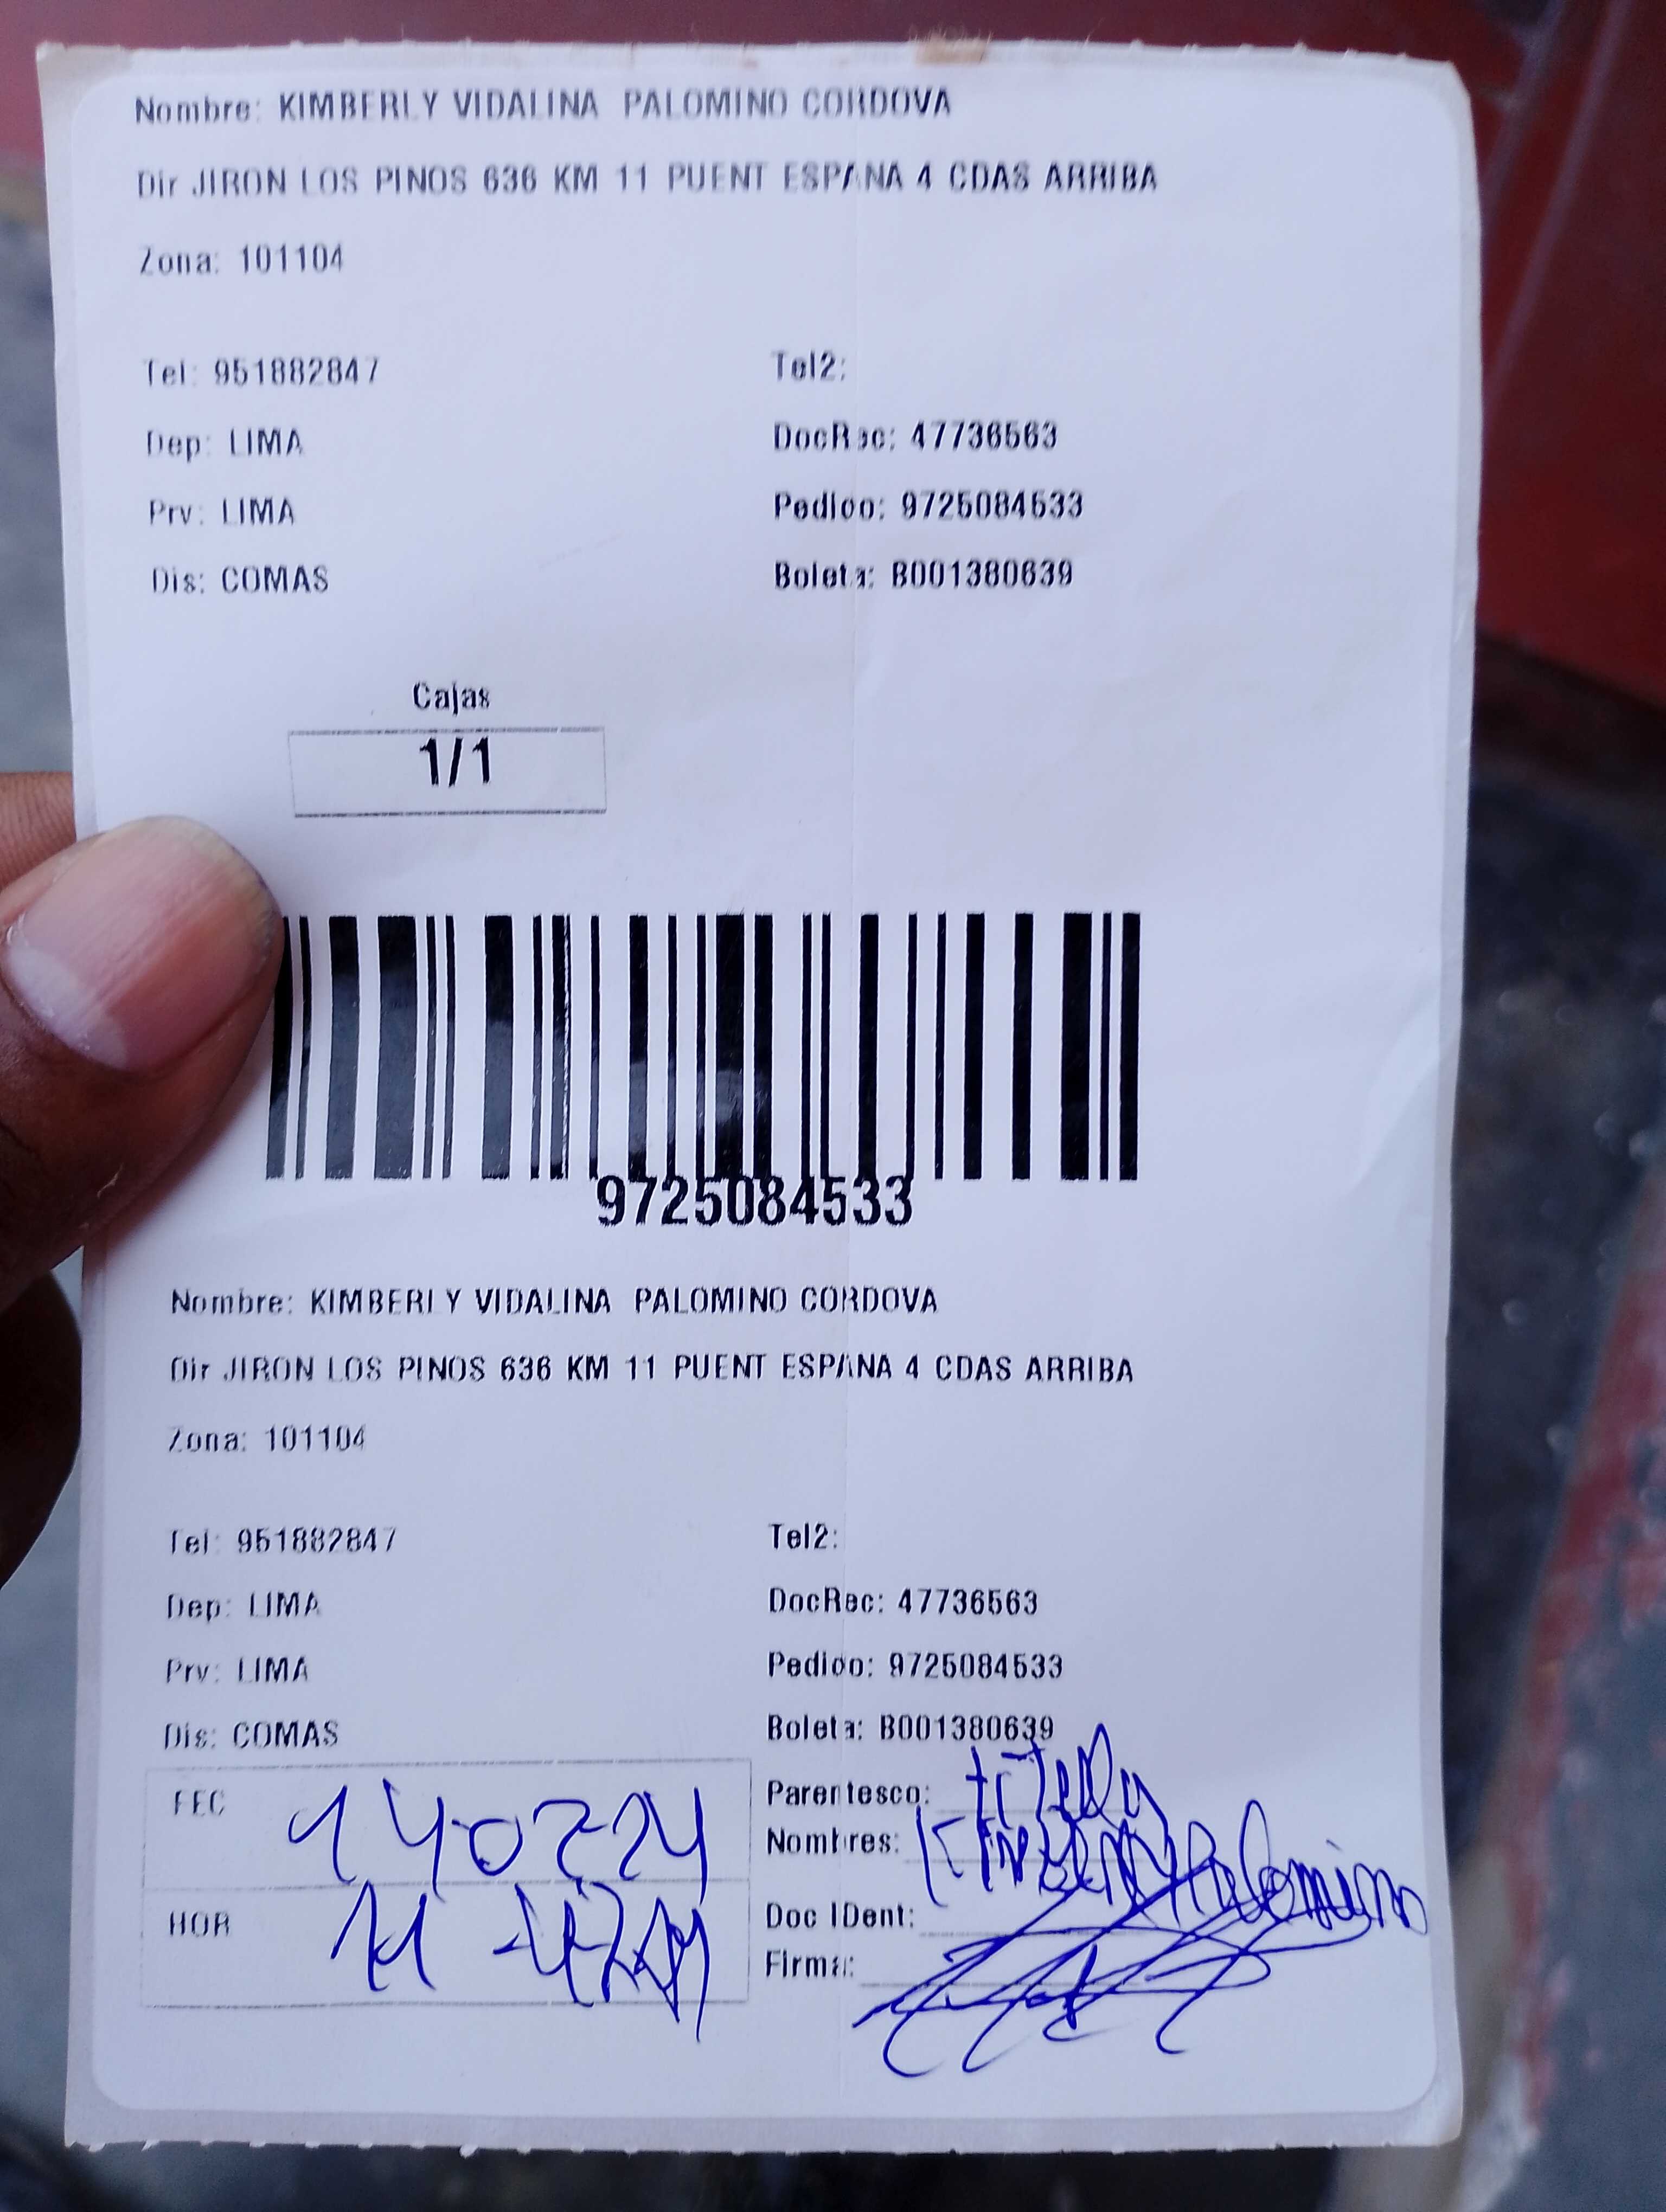 Nombre: KIMBERLY VIDALINA PALOMINO CORDOVA
Dir JIRON LOS PINOS 636 KM 11 PUENT ESPANA 4 CDAS ARRIBA
Zona: 101104
Tel: 951882847 Tel2:
Dep: LIMA DocRec: 47736563
Prv: LIMA Pedido: 9725084533
Dis: COMAS Boleta: B001380639
Cajas
1/1
9725084533
Nombre: KIMBERLY VIDALINA PALOMINO CORDOVA
Dir JIRON LOS PINOS 636 KM 11 PUENT ESPANA 4 CDAS ARRIBA
Zona: 101104
Tel: 951882847 Tel2:
Dep: LIMA DocRec: 47736563
Prv: LIMA Pedido: 9725084533
Dis: COMAS Boleta: B001380639
FEC Parentesco: titular
Nombres: Kimberly Palomino
HOR Doc IDent:
Firma: